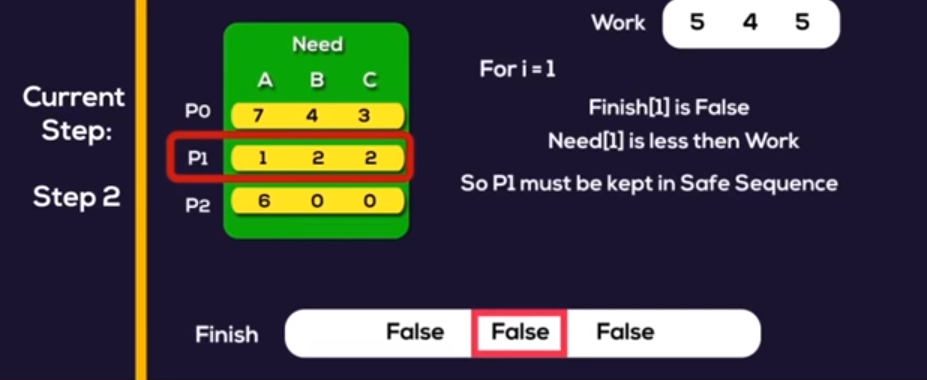 Current
Step:
Step 2
Need
A B C
P0 7 4 3
P1 1 2 2
P2 6 0 0
Work 5 4 5
For i = 1
Finish[1] is False
Need[1] is less then Work
So P1 must be kept in Safe Sequence
Finish False False False